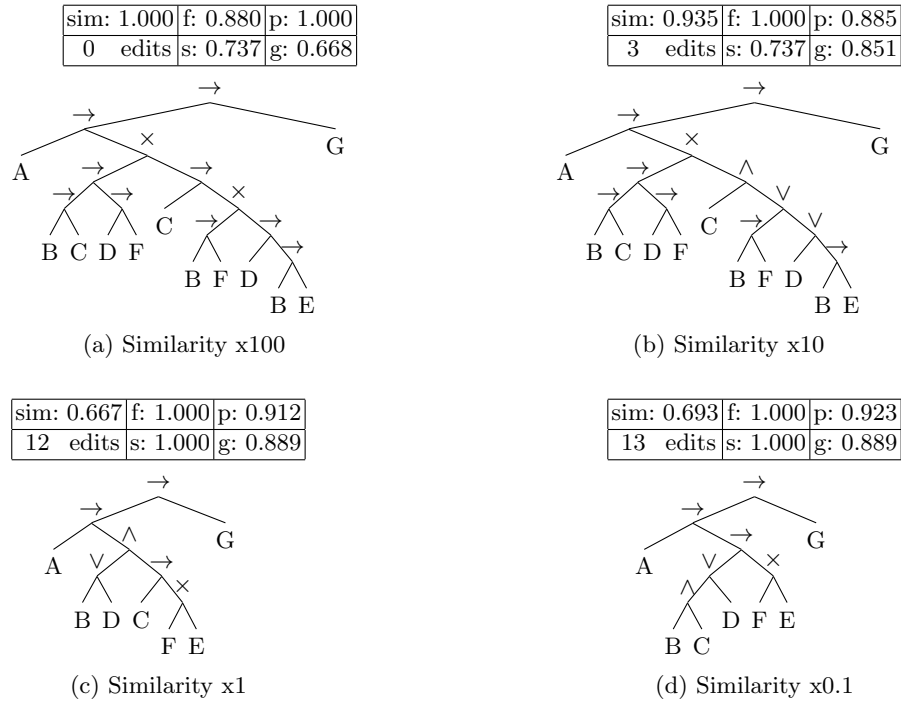 sim: 1.000 f: 0.880 p: 1.000
0 edits s: 0.737 g: 0.668
→
→
× G
A
→ →
→ → ×
C
→ →
B C D F
→
B F D
B E
(a) Similarity x100
sim: 0.935 f: 1.000 p: 0.885
3 edits s: 0.737 g: 0.851
→
→
× G
A
→ ∧
→ → ∨
C
→ ∨
B C D F
→
B F D
B E
(b) Similarity x10
sim: 0.667 f: 1.000 p: 0.912
12 edits s: 1.000 g: 0.889
→
→
∧ G
A
∨ →
×
B D C
F E
(c) Similarity x1
sim: 0.693 f: 1.000 p: 0.923
13 edits s: 1.000 g: 0.889
→
→
→ G
A
∨ ×
∧
D F E
B C
(d) Similarity x0.1